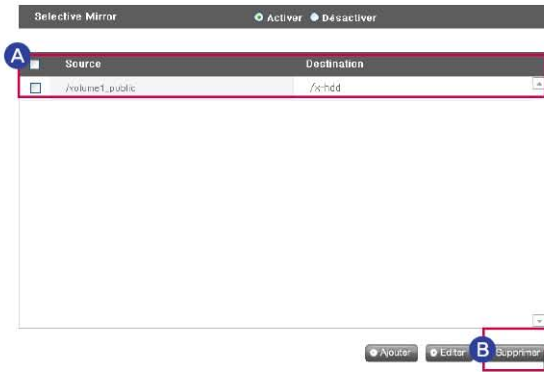 Selective Mirror Activer Désactiver
A
Source Destination
/volume1_public /x-hdd
Ajouter Editer B Supprimer